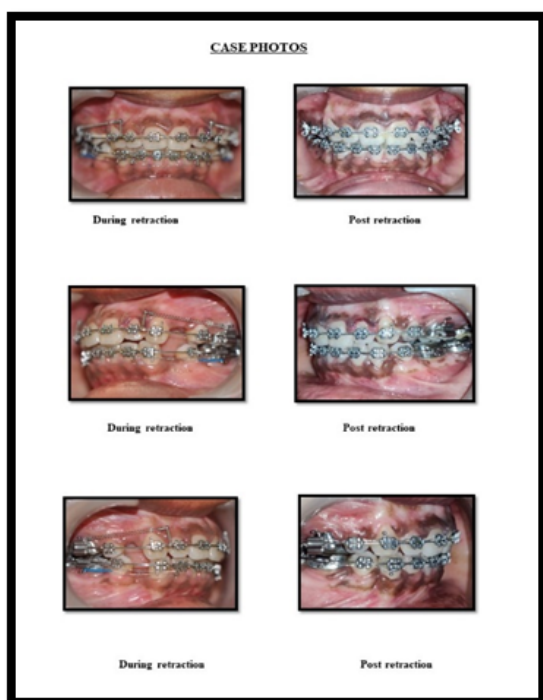 CASE PHOTOS
During retraction
Post retraction
During retraction
Post retraction
During retraction
Post retraction